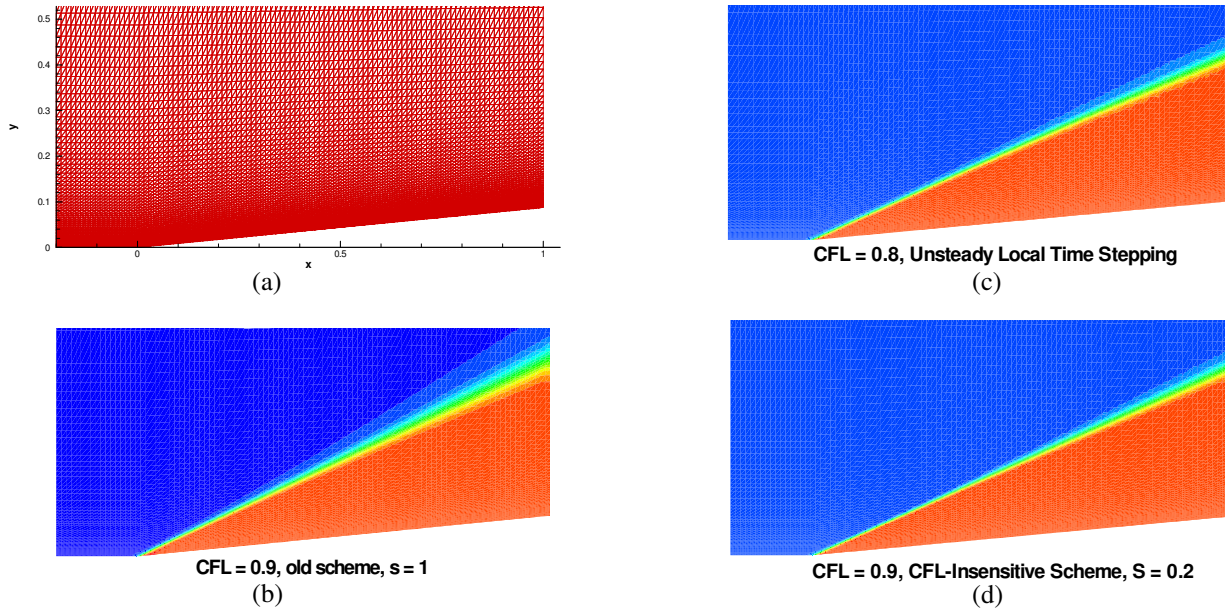 0.5
0.4
0.3
0.2
0.1
0
y
0
0.5
1
x
(a)
CFL = 0.8, Unsteady Local Time Stepping
(c)
CFL = 0.9, old scheme, s = 1
(b)
CFL = 0.9, CFL-Insensitive Scheme, S = 0.2
(d)